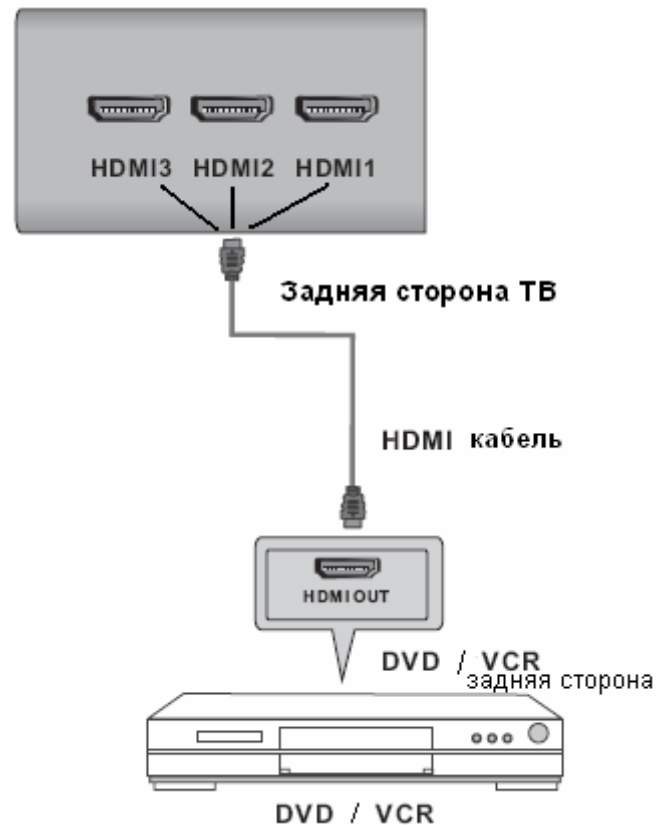 HDMI3 HDMI2 HDMI1
Задняя сторона ТВ
HDMI кабель
HDMI OUT
DVD / VCR
задняя сторона
DVD / VCR